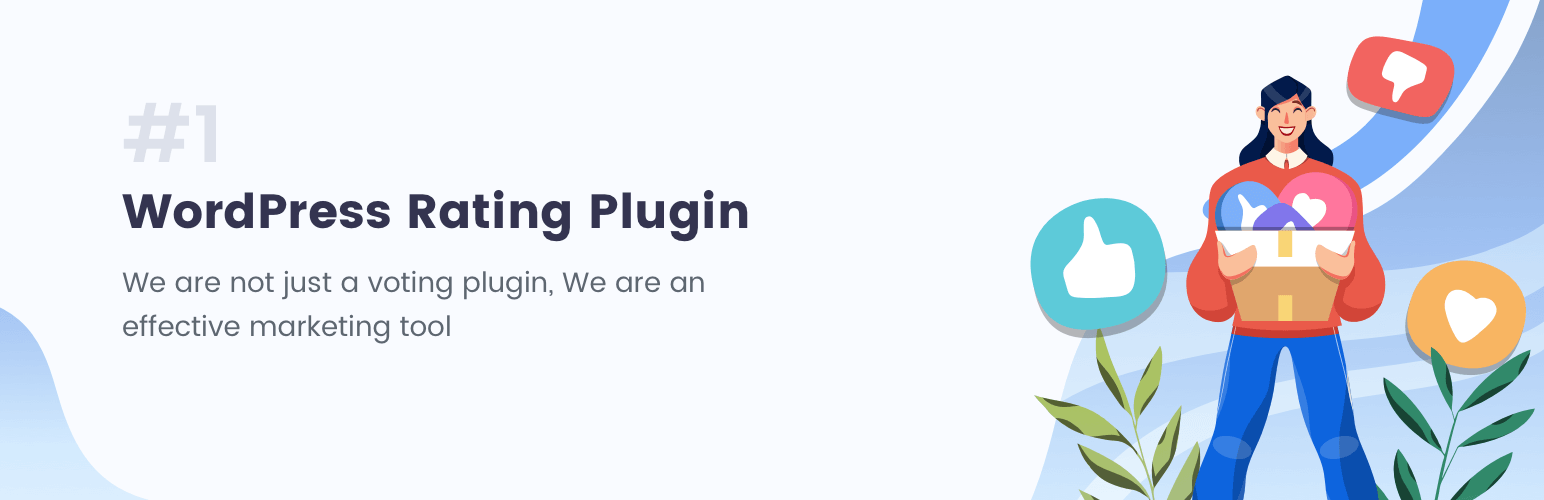 #1
WordPress Rating Plugin
We are not just a voting plugin, We are an
effective marketing tool